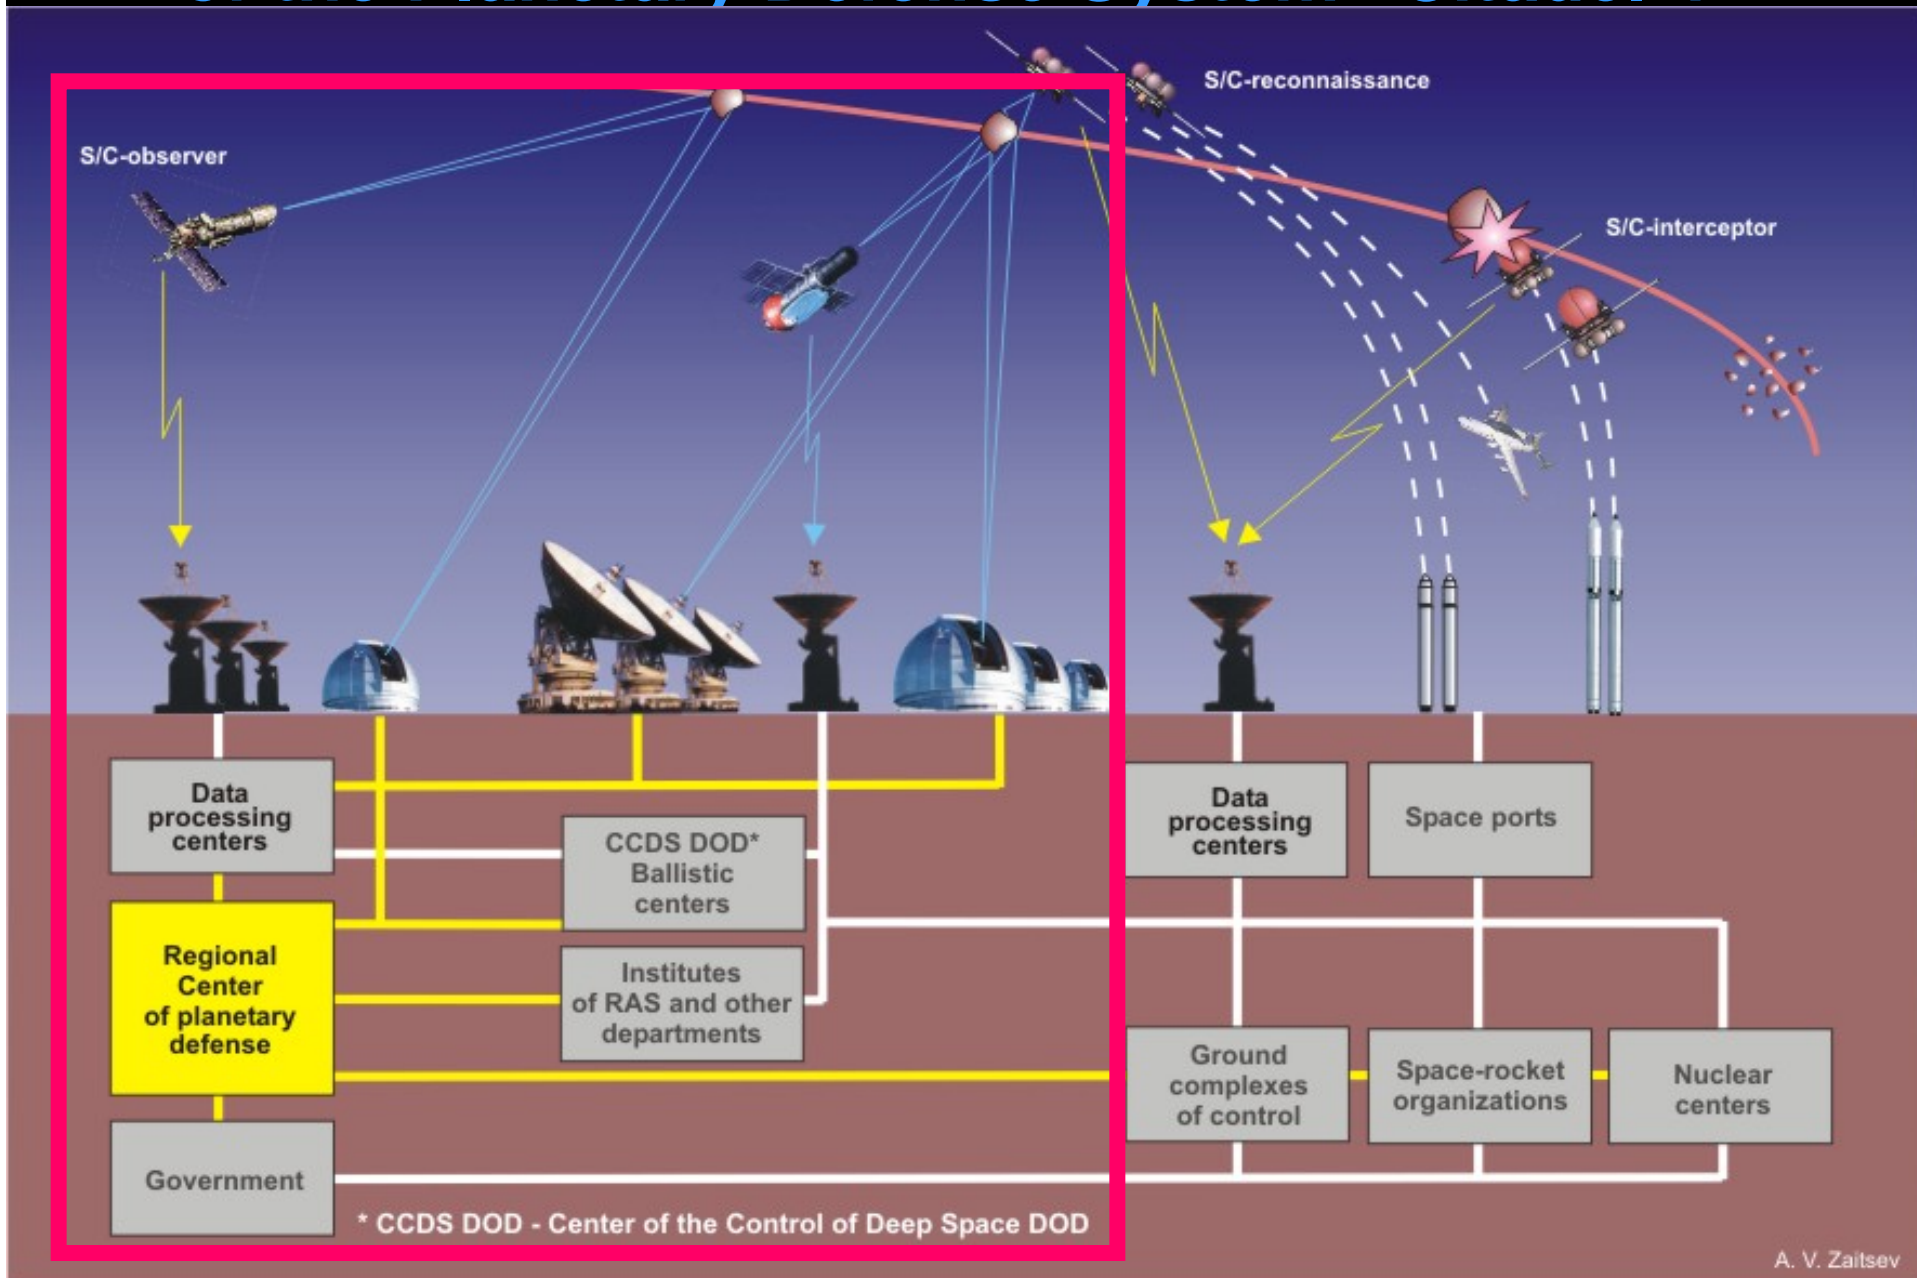 S/C-reconnaissance
S/C-observer
S/C-interceptor
Data
processing
centers
CCDS DOD*
Ballistic
centers
Data
processing
centers
Space ports
Regional
Center
of planetary
defense
Institutes
of RAS and other
departments
Ground
complexes
of control
Space-rocket
organizations
Nuclear
centers
Government
* CCDS DOD - Center of the Control of Deep Space DOD
A. V. Zaitsev